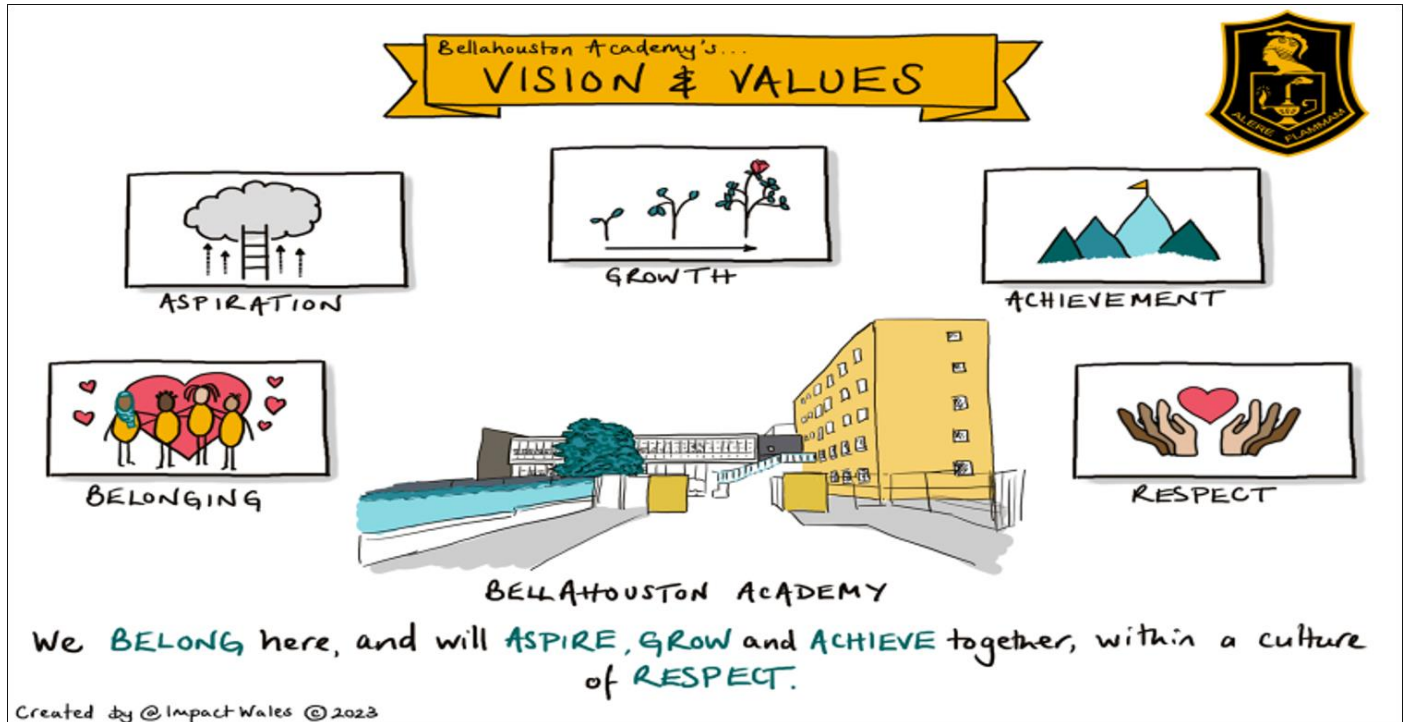 Bellahouston Academy's...
VISION & VALUES
ALERE FLAMMAM
ASPIRATION
GROWTH
ACHIEVEMENT
BELONGING
RESPECT
BELLAHOUSTON ACADEMY
We BELONG here, and will ASPIRE, GROW and ACHIEVE together, within a culture
of RESPECT.
Created by @ImpactWales © 2023